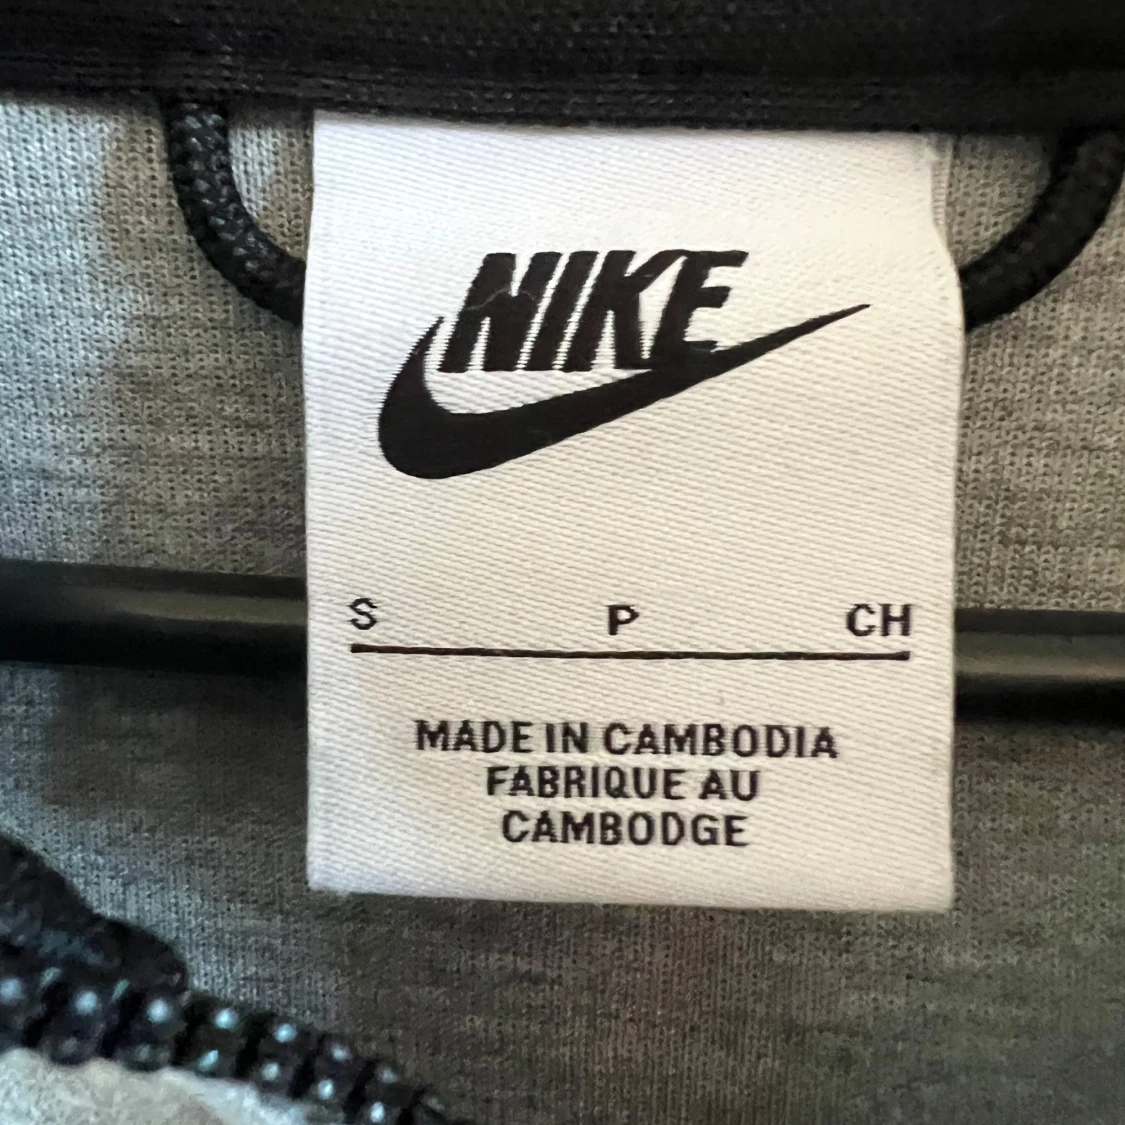 NIKE
S P CH
MADE IN CAMBODIA
FABRIQUE AU
CAMBODGE